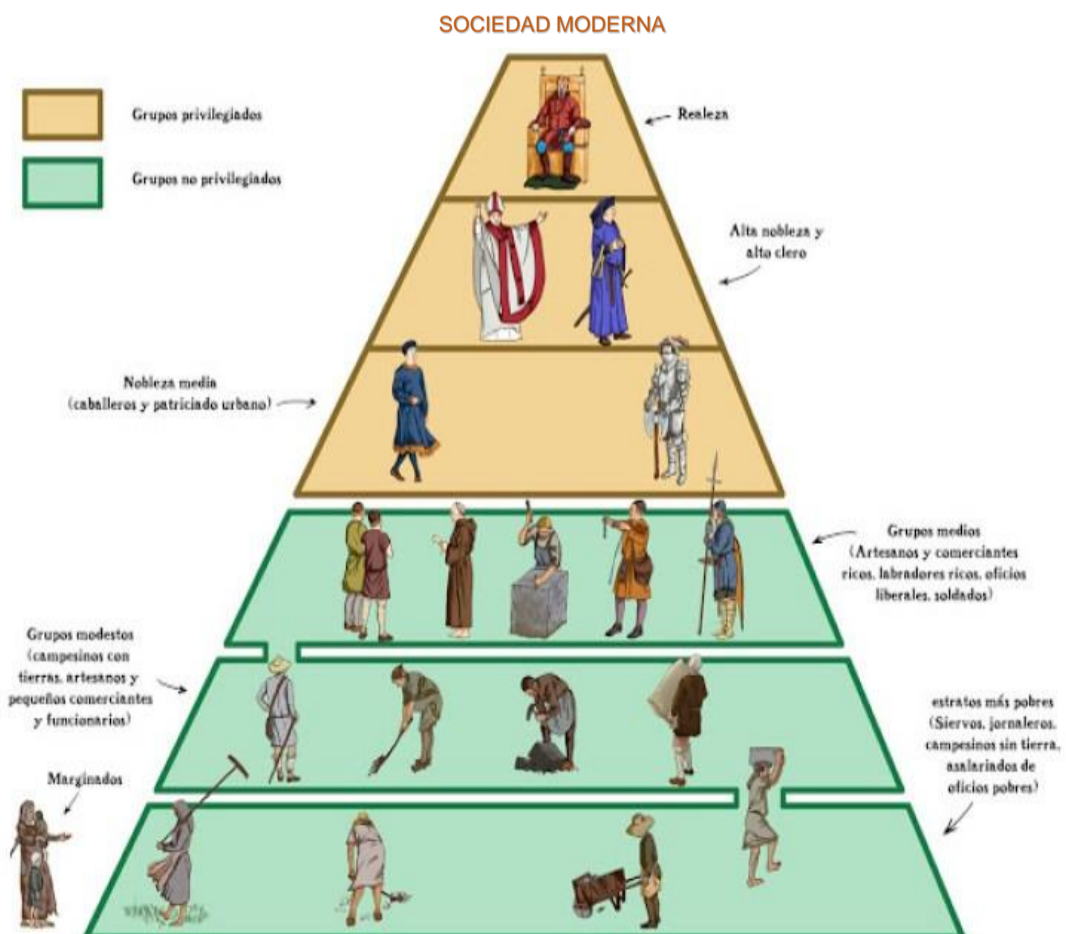 SOCIEDAD MODERNA
Grupos privilegiados
Grupos no privilegiados
Realeza
Alta nobleza y
alto clero
Nobleza media
(caballeros y patriciado urbano)
Grupos medios
(Artesanos y comerciantes
ricos, labradores ricos, oficios
liberales, soldados)
Grupos modestos
(campesinos con
tierras, artesanos y
pequeños comerciantes
y funcionarios)
estratos más pobres
(Siervos, jornaleros,
campesinos sin tierra,
asalariados de
oficios pobres)
Marginados